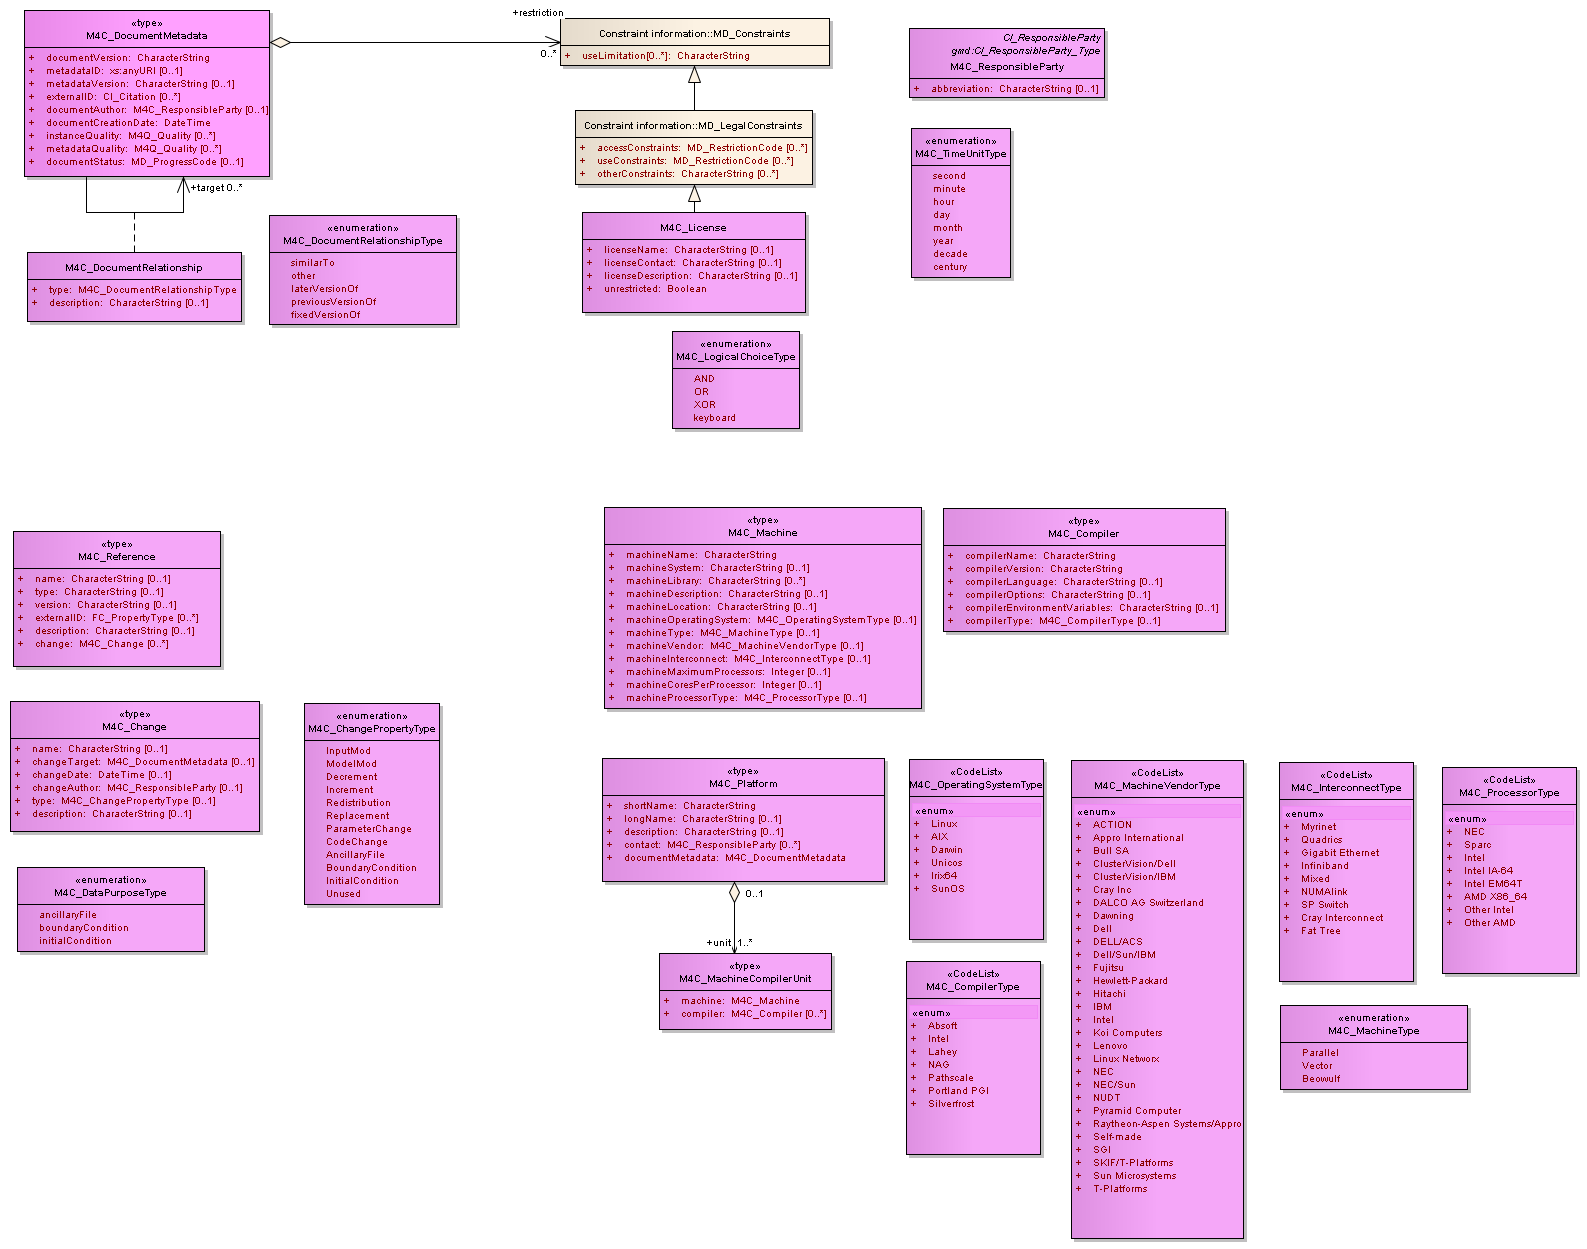 «type»
M4C_DocumentMetadata
+ documentVersion: CharacterString
+ metadataID: xs:anyURI [0..1]
+ metadataVersion: CharacterString [0..1]
+ externalID: CI_Citation [0..*]
+ documentAuthor: M4C_ResponsibleParty [0..1]
+ documentCreationDate: DateTime
+ instanceQuality: M4Q_Quality [0..*]
+ metadataQuality: M4Q_Quality [0..*]
+ documentStatus: MD_ProgressCode [0..1]
+restriction
0..*
Constraint information::MD_Constraints
+ useLimitation[0..*]: CharacterString
CI_ResponsibleParty
gmd:CI_ResponsibleParty_Type
M4C_ResponsibleParty
+ abbreviation: CharacterString [0..1]
Constraint information::MD_LegalConstraints
+ accessConstraints: MD_RestrictionCode [0..*]
+ useConstraints: MD_RestrictionCode [0..*]
+ otherConstraints: CharacterString [0..*]
«enumeration»
M4C_TimeUnitType
second
minute
hour
day
month
year
decade
century
+target 0..*
M4C_DocumentRelationship
+ type: M4C_DocumentRelationshipType
+ description: CharacterString [0..1]
«enumeration»
M4C_DocumentRelationshipType
similarTo
other
laterVersionOf
previousVersionOf
fixedVersionOf
M4C_License
+ licenseName: CharacterString [0..1]
+ licenseContact: CharacterString [0..1]
+ licenseDescription: CharacterString [0..1]
+ unrestricted: Boolean
«enumeration»
M4C_LogicalChoiceType
AND
OR
XOR
keyboard
«type»
M4C_Reference
+ name: CharacterString [0..1]
+ type: CharacterString [0..1]
+ version: CharacterString [0..1]
+ externalID: FC_PropertyType [0..*]
+ description: CharacterString [0..1]
+ change: M4C_Change [0..*]
«type»
M4C_Machine
+ machineName: CharacterString
+ machineSystem: CharacterString [0..1]
+ machineLibrary: CharacterString [0..*]
+ machineDescription: CharacterString [0..1]
+ machineLocation: CharacterString [0..1]
+ machineOperatingSystem: M4C_OperatingSystemType [0..1]
+ machineType: M4C_MachineType [0..1]
+ machineVendor: M4C_MachineVendorType [0..1]
+ machineInterconnect: M4C_InterconnectType [0..1]
+ machineMaximumProcessors: Integer [0..1]
+ machineCoresPerProcessor: Integer [0..1]
+ machineProcessorType: M4C_ProcessorType [0..1]
«type»
M4C_Compiler
+ compilerName: CharacterString
+ compilerVersion: CharacterString
+ compilerLanguage: CharacterString [0..1]
+ compilerOptions: CharacterString [0..1]
+ compilerEnvironmentVariables: CharacterString [0..1]
+ compilerType: M4C_CompilerType [0..1]
«type»
M4C_Change
+ name: CharacterString [0..1]
+ changeTarget: M4C_DocumentMetadata [0..1]
+ changeDate: DateTime [0..1]
+ changeAuthor: M4C_ResponsibleParty [0..1]
+ type: M4C_ChangePropertyType [0..1]
+ description: CharacterString [0..1]
«enumeration»
M4C_ChangePropertyType
InputMod
ModelMod
Decrement
Increment
Redistribution
Replacement
ParameterChange
CodeChange
AncillaryFile
BoundaryCondition
InitialCondition
Unused
«enumeration»
M4C_DataPurposeType
ancillaryFile
boundaryCondition
initialCondition
«type»
M4C_Platform
+ shortName: CharacterString
+ longName: CharacterString [0..1]
+ description: CharacterString [0..1]
+ contact: M4C_ResponsibleParty [0..*]
+ documentMetadata: M4C_DocumentMetadata
0..1
+unit 1..*
«type»
M4C_MachineCompilerUnit
+ machine: M4C_Machine
+ compiler: M4C_Compiler [0..*]
«CodeList»
M4C_OperatingSystemType
«enum»
+ Linux
+ AIX
+ Darwin
+ Unicos
+ Irix64
+ SunOS
«CodeList»
M4C_CompilerType
«enum»
+ Absoft
+ Intel
+ Lahey
+ NAG
+ Pathscale
+ Portland PGI
+ Silverfrost
«CodeList»
M4C_MachineVendorType
«enum»
+ ACTION
+ Appro International
+ Bull SA
+ ClusterVision/Dell
+ ClusterVision/IBM
+ Cray Inc
+ DALCO AG Switzerland
+ Dawning
+ Dell
+ DELL/ACS
+ Dell/Sun/IBM
+ Fujitsu
+ Hewlett-Packard
+ Hitachi
+ IBM
+ Intel
+ Koi Computers
+ Lenovo
+ Linux Networx
+ NEC
+ NEC/Sun
+ NUDT
+ Pyramid Computer
+ Raytheon-Aspen Systems/Appro
+ Self-made
+ SGI
+ SKIF/T-Platforms
+ Sun Microsystems
+ T-Platforms
«CodeList»
M4C_InterconnectType
«enum»
+ Myrinet
+ Quadrics
+ Gigabit Ethernet
+ Infiniband
+ Mixed
+ NUMAlink
+ SP Switch
+ Cray Interconnect
+ Fat Tree
«CodeList»
M4C_ProcessorType
«enum»
+ NEC
+ Sparc
+ Intel
+ Intel IA-64
+ Intel EM64T
+ AMD X86_64
+ Other Intel
+ Other AMD
«enumeration»
M4C_MachineType
Parallel
Vector
Beowulf